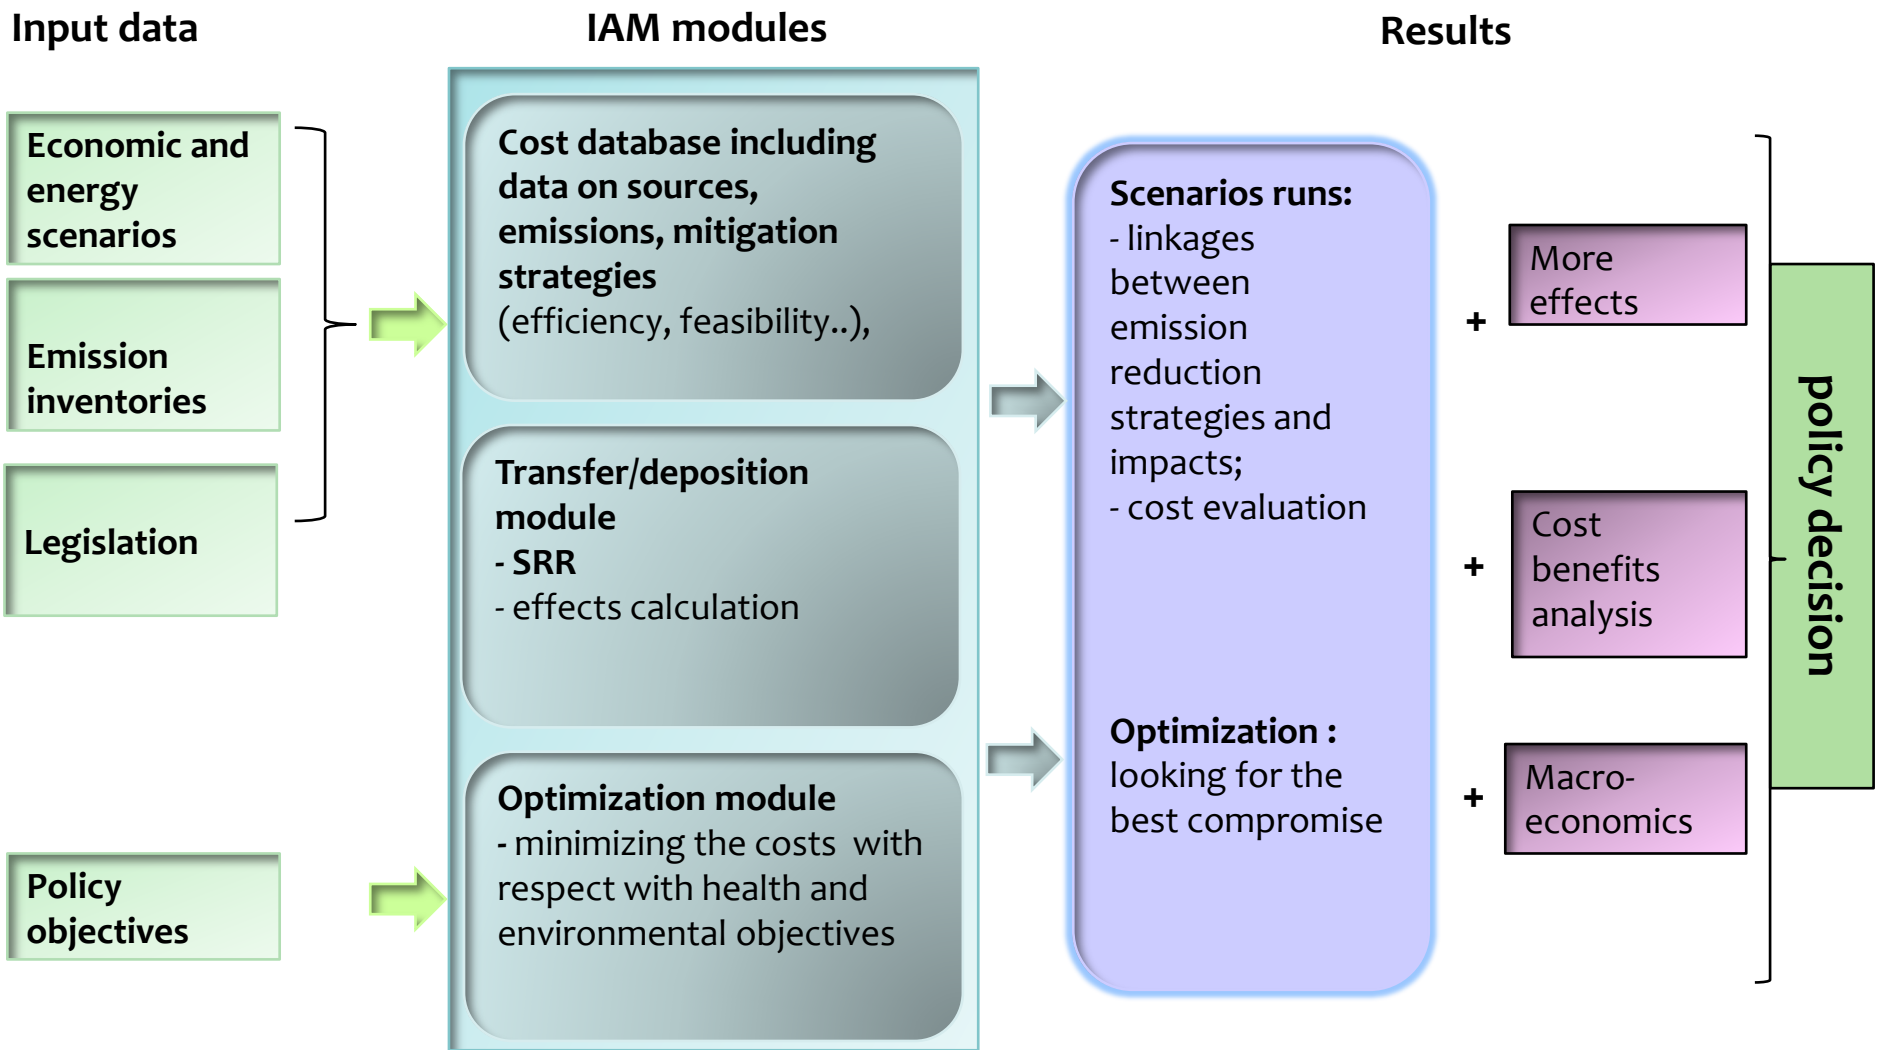 Input data
IAM modules
Results
Economic and
energy
scenarios
Emission
inventories
Legislation
Policy
objectives
Cost database including
data on sources,
emissions, mitigation
strategies
(efficiency, feasibility..),
Transfer/deposition
module
- SRR
- effects calculation
Optimization module
- minimizing the costs  with
respect with health and
environmental objectives
Scenarios runs:
- linkages
between
emission
reduction
strategies and
impacts;
- cost evaluation
Optimization :
looking for the
best compromise
+
More
effects
+
Cost
benefits
analysis
+
Macro-
economics
policy decision